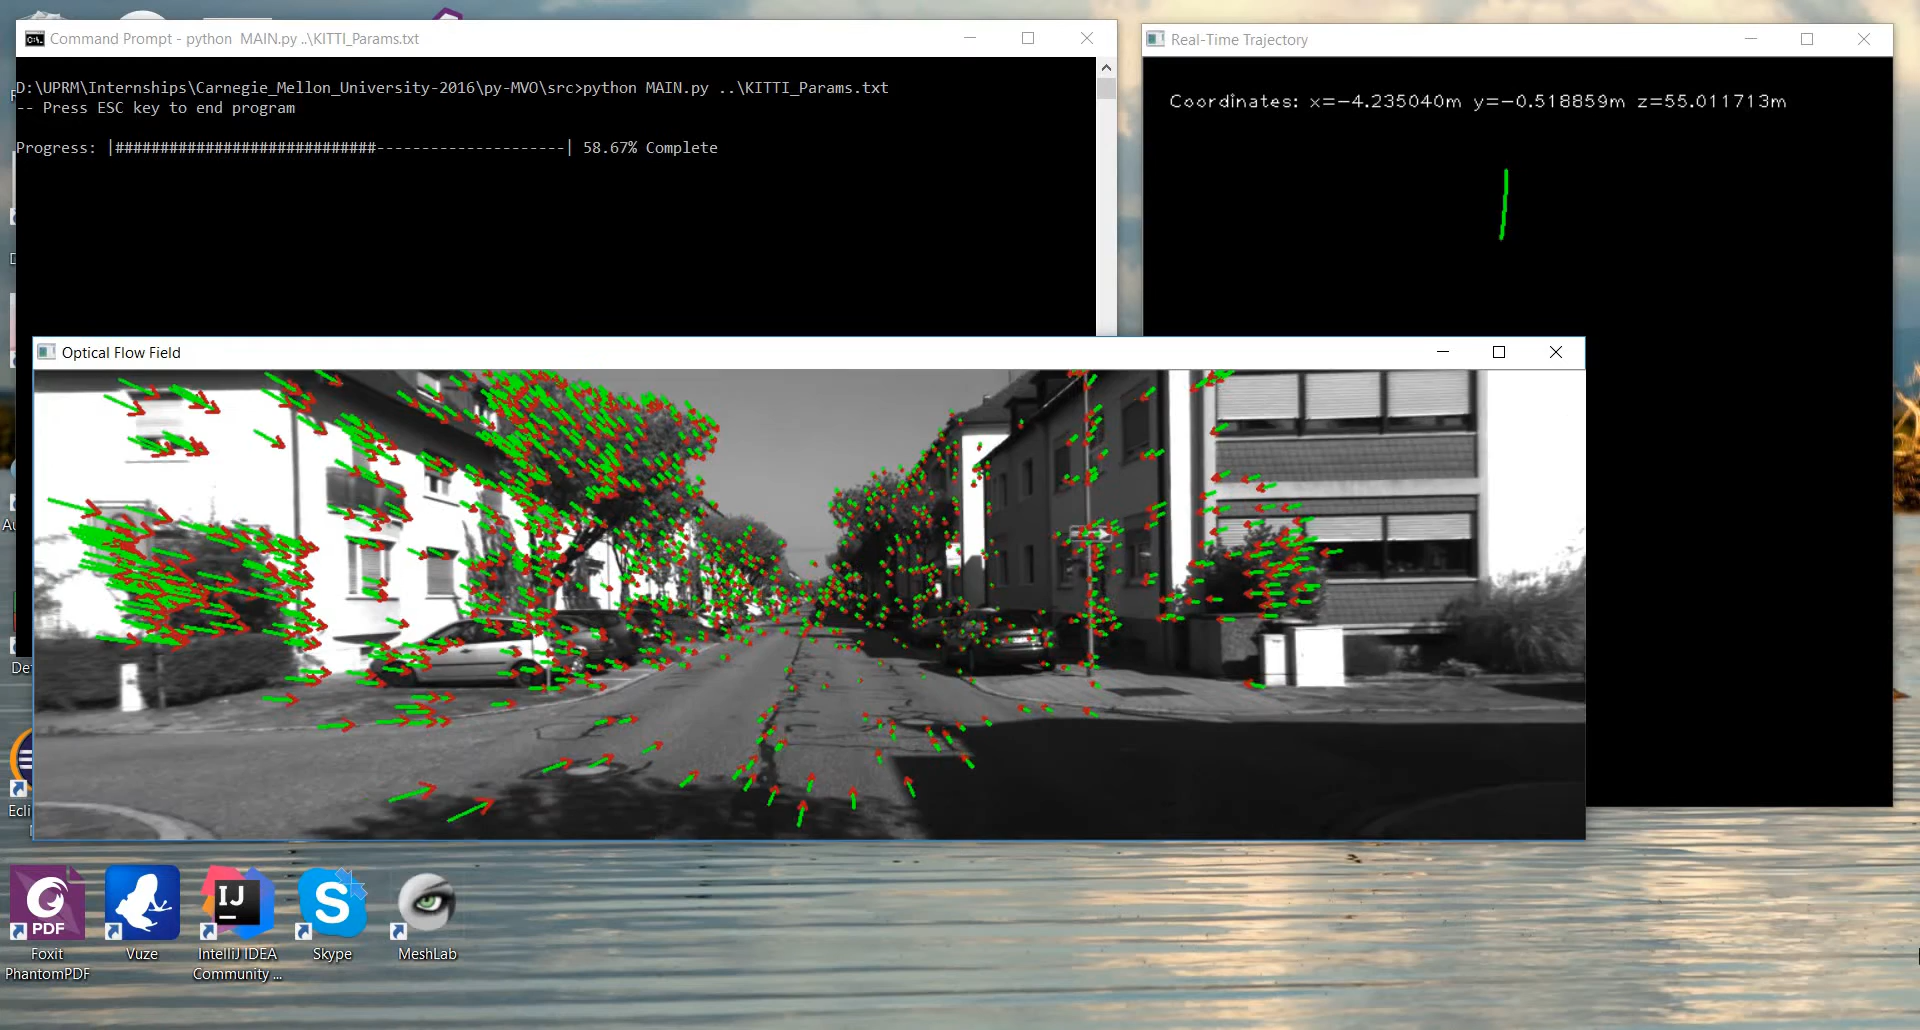 Command Prompt - python  MAIN.py ..\KITTI_Params.txt
D:\UPRM\Internships\Carnegie_Mellon_University-2016\py-MVO\src>python MAIN.py ..\KITTI_Params.txt
-- Press ESC key to end program
Progress: |#############################---------------------| 58.67% Complete
Real-Time Trajectory
Coordinates: x=-4.235040m y=-0.518859m z=55.011713m
Optical Flow Field
PDF
IJ
S
Foxit PhantomPDF
Vuze
IntelliJ IDEA Community ...
Skype
MeshLab